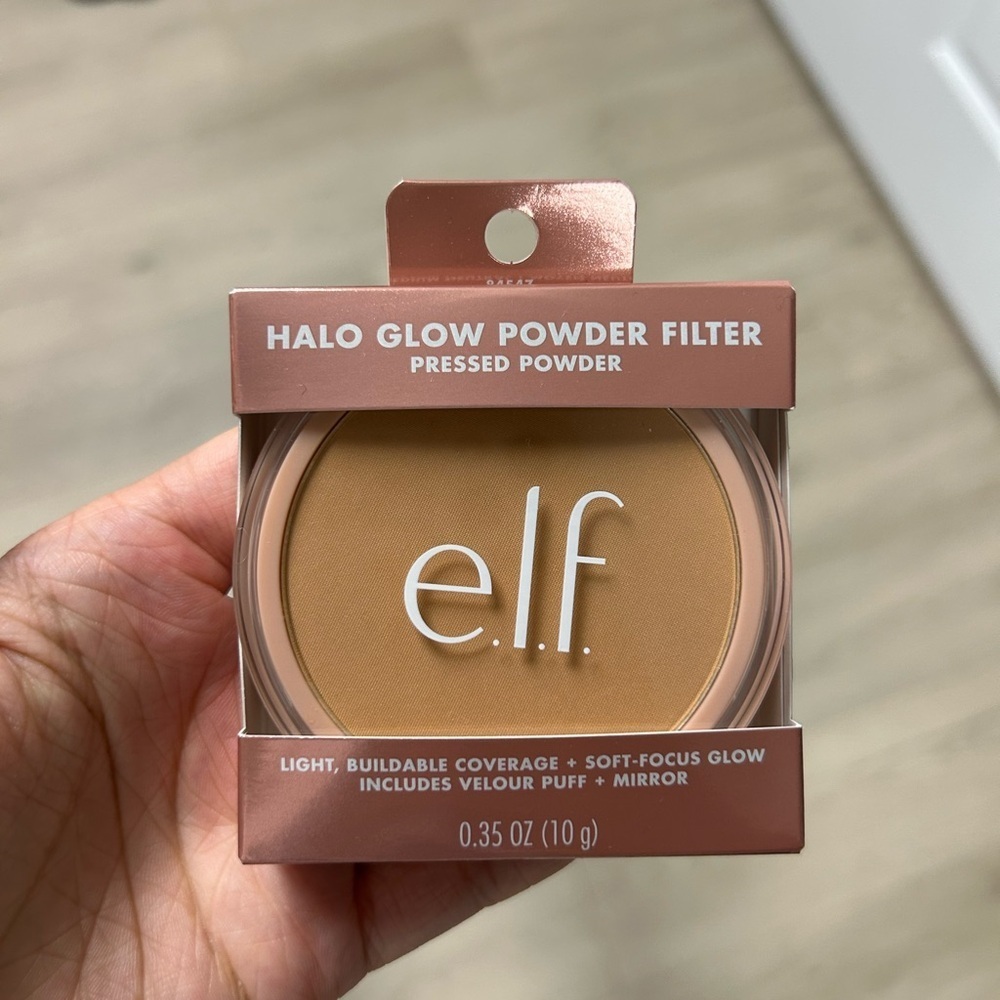 HALO GLOW POWDER FILTER
PRESSED POWDER
e.l.f.
LIGHT, BUILDABLE COVERAGE + SOFT-FOCUS GLOW
INCLUDES VELOUR PUFF + MIRROR
0.35 OZ (10 g)